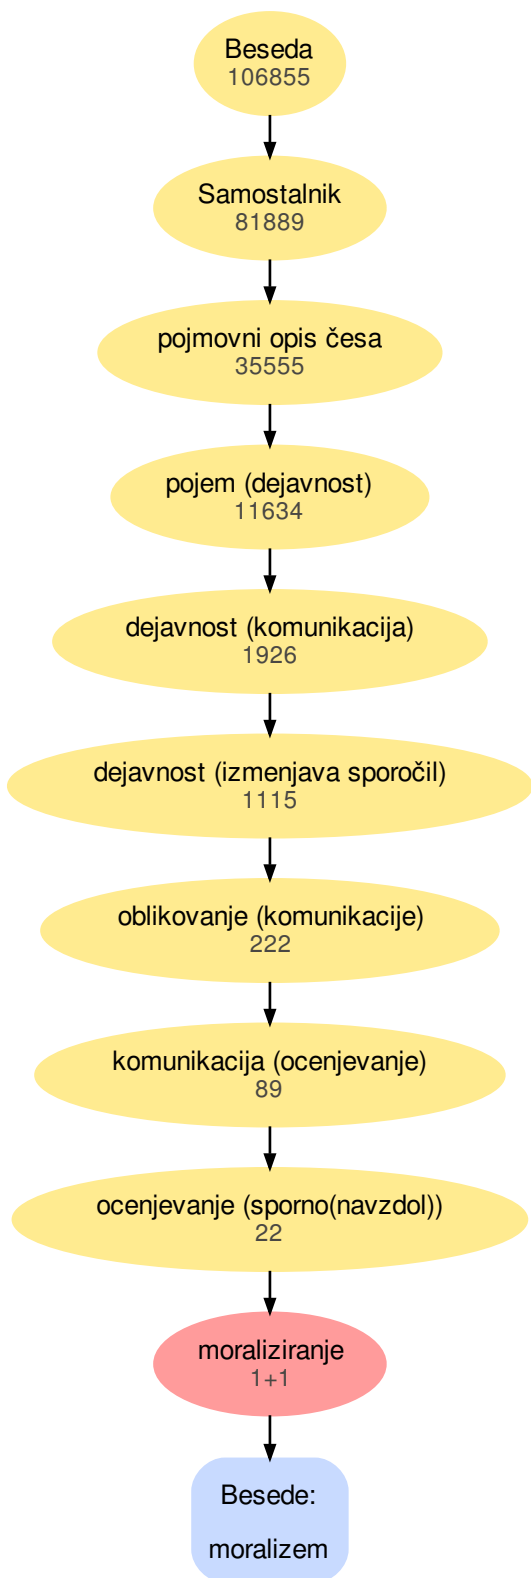 Beseda
106855
Samostalnik
81889
pojmovni opis česa
35555
pojem (dejavnost)
11634
dejavnost (komunikacija)
1926
dejavnost (izmenjava sporočil)
1115
oblikovanje (komunikacije)
222
komunikacija (ocenjevanje)
89
ocenjevanje (sporno(navzdol))
22
moraliziranje
1+1
Besede:
moralizem